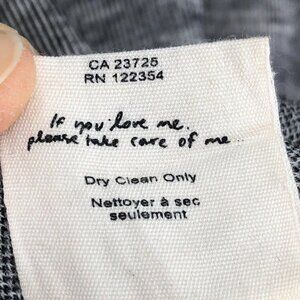 CA 23725
RN 122354
If you love me,
please take care of me...
Dry Clean Only
Nettoyer à sec
seulement